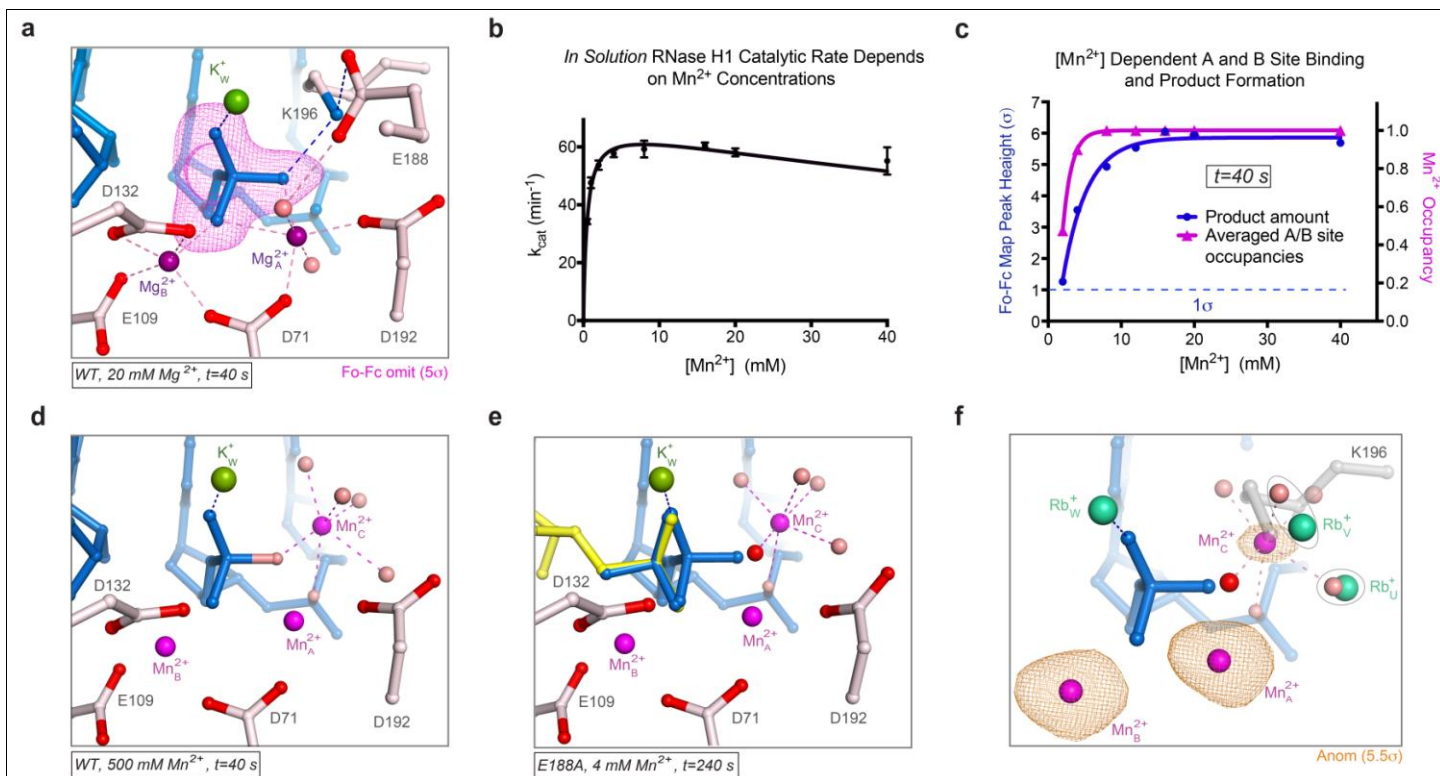 a
K+W
K196
E188
D132
Mg2+A
Mg2+B
E109
D71
D192
WT, 20 mM Mg 2+, t=40 s
Fo-Fc omit (5σ)
b
In Solution RNase H1 Catalytic Rate Depends
on Mn2+ Concentrations
kcat (min-1)
60
40
20
0
0
10
20
30
40
[Mn2+] (mM)
c
[Mn2+] Dependent A and B Site Binding
and Product Formation
Fo-Fc Map Peak Heaight (σ)
7
6
5
4
3
2
1
0
t=40 s
Product amount
Averaged A/B site
occupancies
1σ
1.0
0.8
0.6
0.4
0.2
0.0
Mn2+ Occupancy
0
10
20
30
40
[Mn2+] (mM)
d
K+W
Mn2+C
D132
Mn2+A
Mn2+B
E109
D71
D192
WT, 500 mM Mn2+, t=40 s
e
K+W
Mn2+C
D132
Mn2+A
Mn2+B
E109
D71
D192
E188A, 4 mM Mn2+, t=240 s
f
K196
Rb+W
Rb+V
Mn2+C
Rb+U
Mn2+A
Mn2+B
Anom (5.5σ)